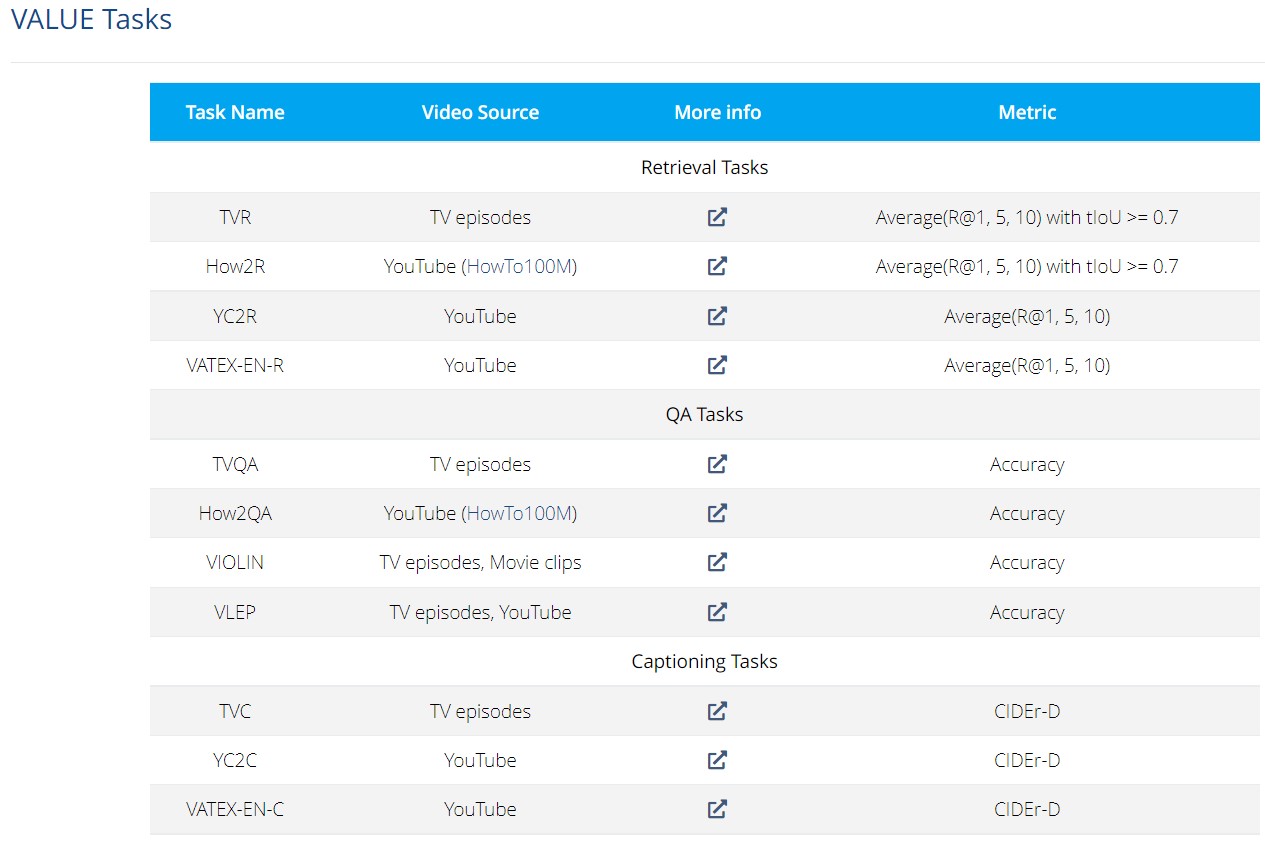 VALUE Tasks
Task Name Video Source More info Metric
Retrieval Tasks
TVR TV episodes Average(R@1, 5, 10) with tIoU >= 0.7
How2R YouTube (HowTo100M) Average(R@1, 5, 10) with tIoU >= 0.7
YC2R YouTube Average(R@1, 5, 10)
VATEX-EN-R YouTube Average(R@1, 5, 10)
QA Tasks
TVQA TV episodes Accuracy
How2QA YouTube (HowTo100M) Accuracy
VIOLIN TV episodes, Movie clips Accuracy
VLEP TV episodes, YouTube Accuracy
Captioning Tasks
TVC TV episodes CIDEr-D
YC2C YouTube CIDEr-D
VATEX-EN-C YouTube CIDEr-D